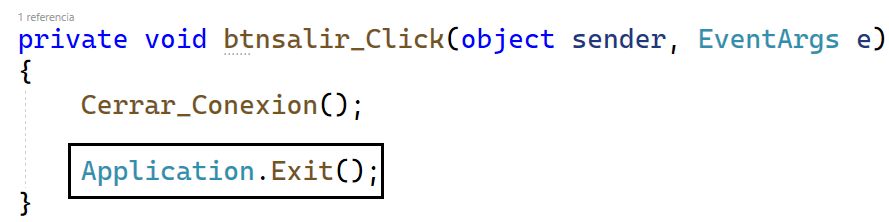 1 referencia
private void btnsalir_Click(object sender, EventArgs e)
{
Cerrar_Conexion();
Application.Exit();
}